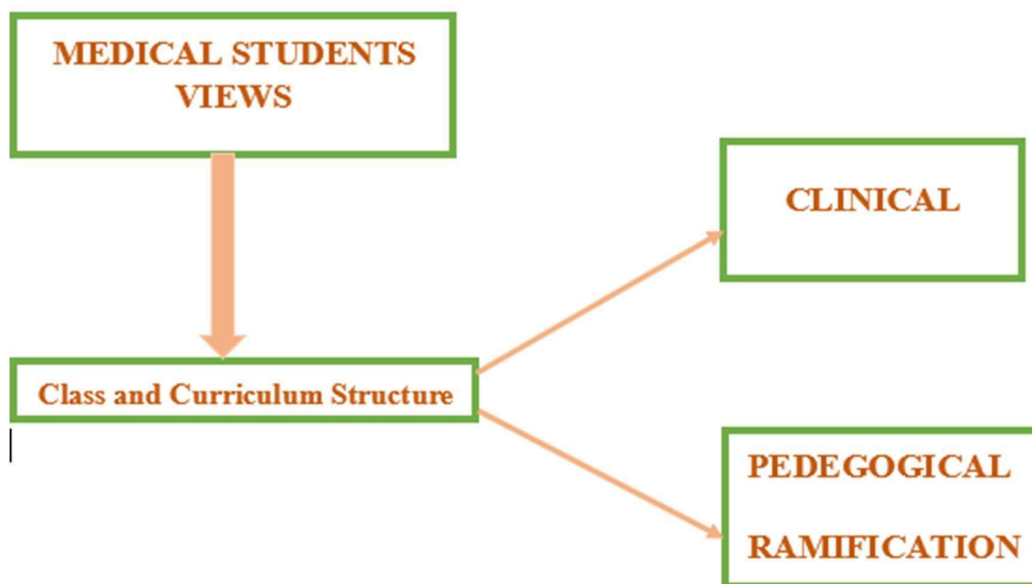 MEDICAL STUDENTS
VIEWS
CLINICAL
Class and Curriculum Structure
PEDEGOGICAL
RAMIFICATION